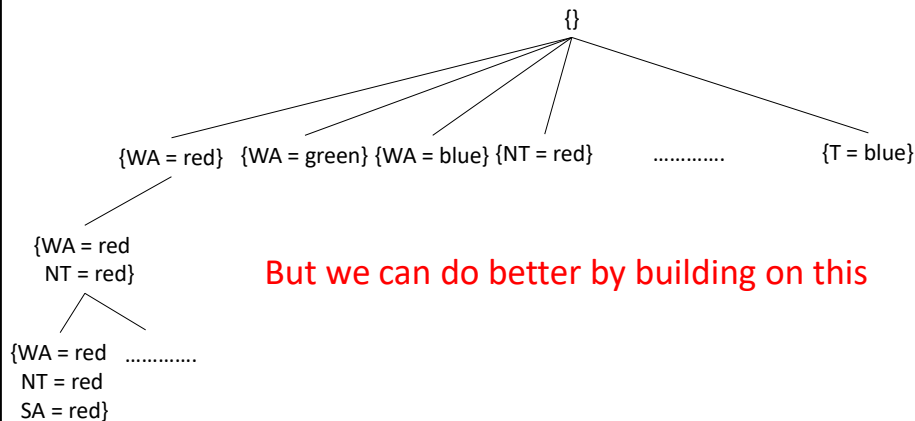 {}
{WA = red} {WA = green} {WA = blue} {NT = red} ………….. {T = blue}
{WA = red
NT = red}
But we can do better by building on this
{WA = red …………..
NT = red
SA = red}